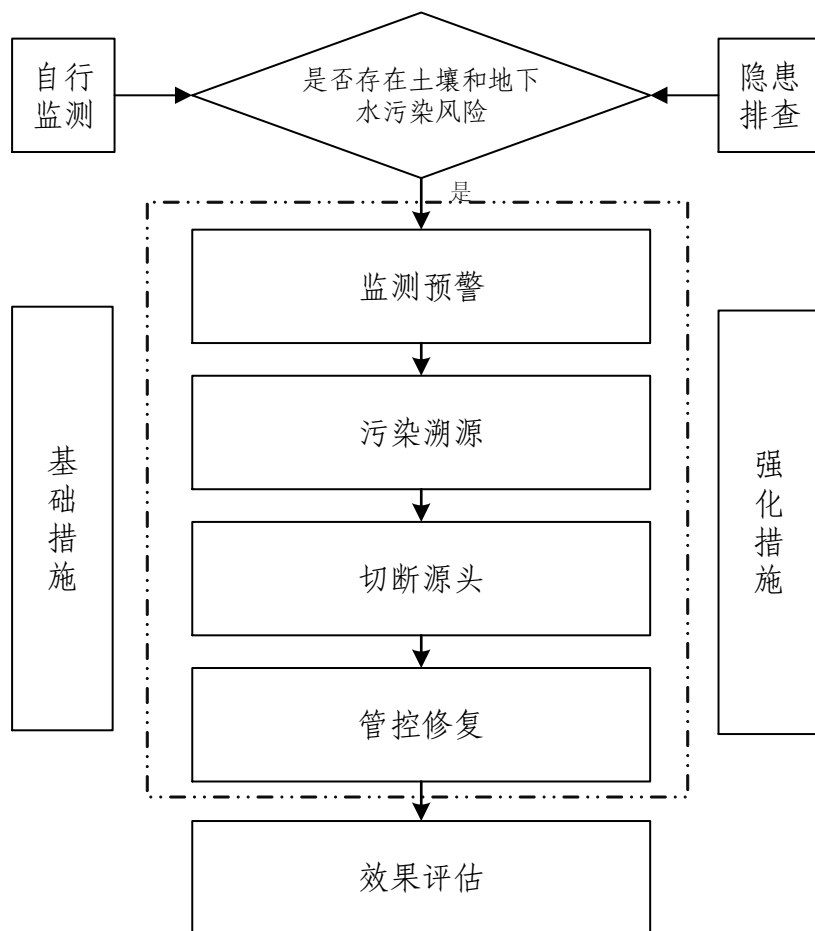 自行
监测
是否存在土壤和地下
水污染风险
隐患
排查
是
监测预警
污染溯源
切断源头
管控修复
基
础
措
施
强
化
措
施
效果评估